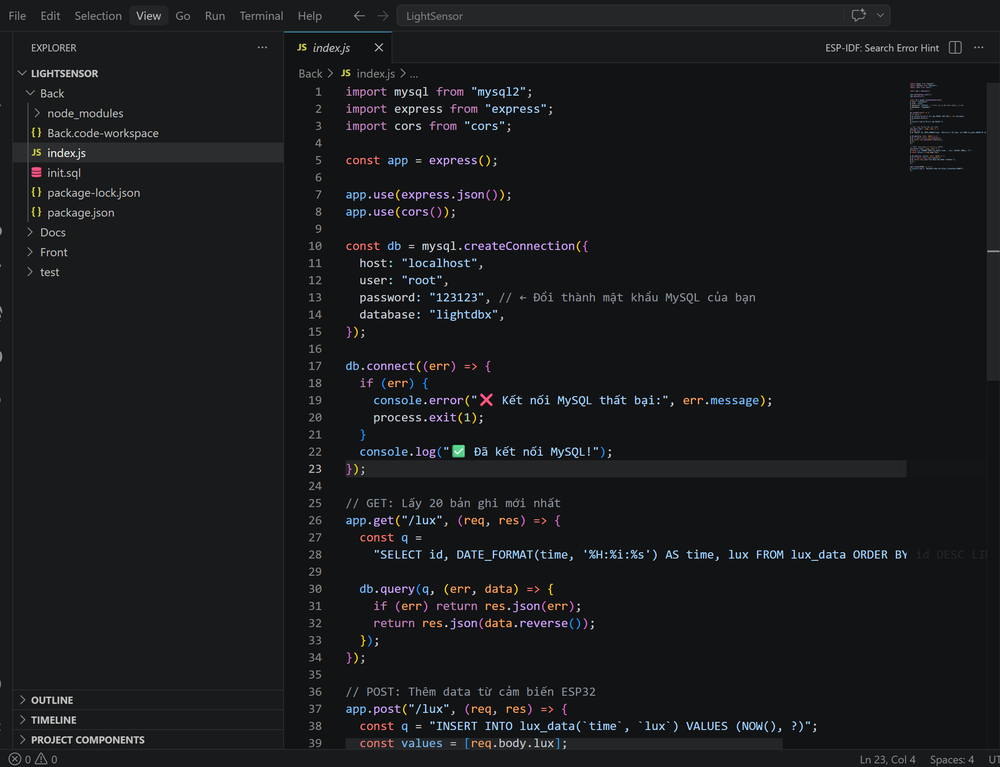 File Edit Selection View Go Run Terminal Help LightSensor
EXPLORER
LIGHTSENSOR
Back
node_modules
{} Back.code-workspace
JS index.js
init.sql
{} package-lock.json
{} package.json
Docs
Front
test
OUTLINE
TIMELINE
PROJECT COMPONENTS
JS index.js
ESP-IDF: Search Error Hint
Back > JS index.js > ...
1 import mysql from "mysql2";
2 import express from "express";
3 import cors from "cors";
4
5 const app = express();
6
7 app.use(express.json());
8 app.use(cors());
9
10 const db = mysql.createConnection({
11 host: "localhost",
12 user: "root",
13 password: "123123", // ← Đổi thành mật khẩu MySQL của bạn
14 database: "lightdbx",
15 });
16
17 db.connect((err) => {
18 if (err) {
19 console.error("❌ Kết nối MySQL thất bại:", err.message);
20 process.exit(1);
21 }
22 console.log("✅ Đã kết nối MySQL!");
23 });
24
25 // GET: Lấy 20 bản ghi mới nhất
26 app.get("/lux", (req, res) => {
27 const q =
28 "SELECT id, DATE_FORMAT(time, '%H:%i:%s') AS time, lux FROM lux_data ORDER BY id DESC
29
30 db.query(q, (err, data) => {
31 if (err) return res.json(err);
32 return res.json(data.reverse());
33 });
34 });
35
36 // POST: Thêm data từ cảm biến ESP32
37 app.post("/lux", (req, res) => {
38 const q = "INSERT INTO lux_data(`time`, `lux`) VALUES (NOW(), ?)";
39 const values = [req.body.lux];
0 0
Ln 23, Col 4 Spaces: 4